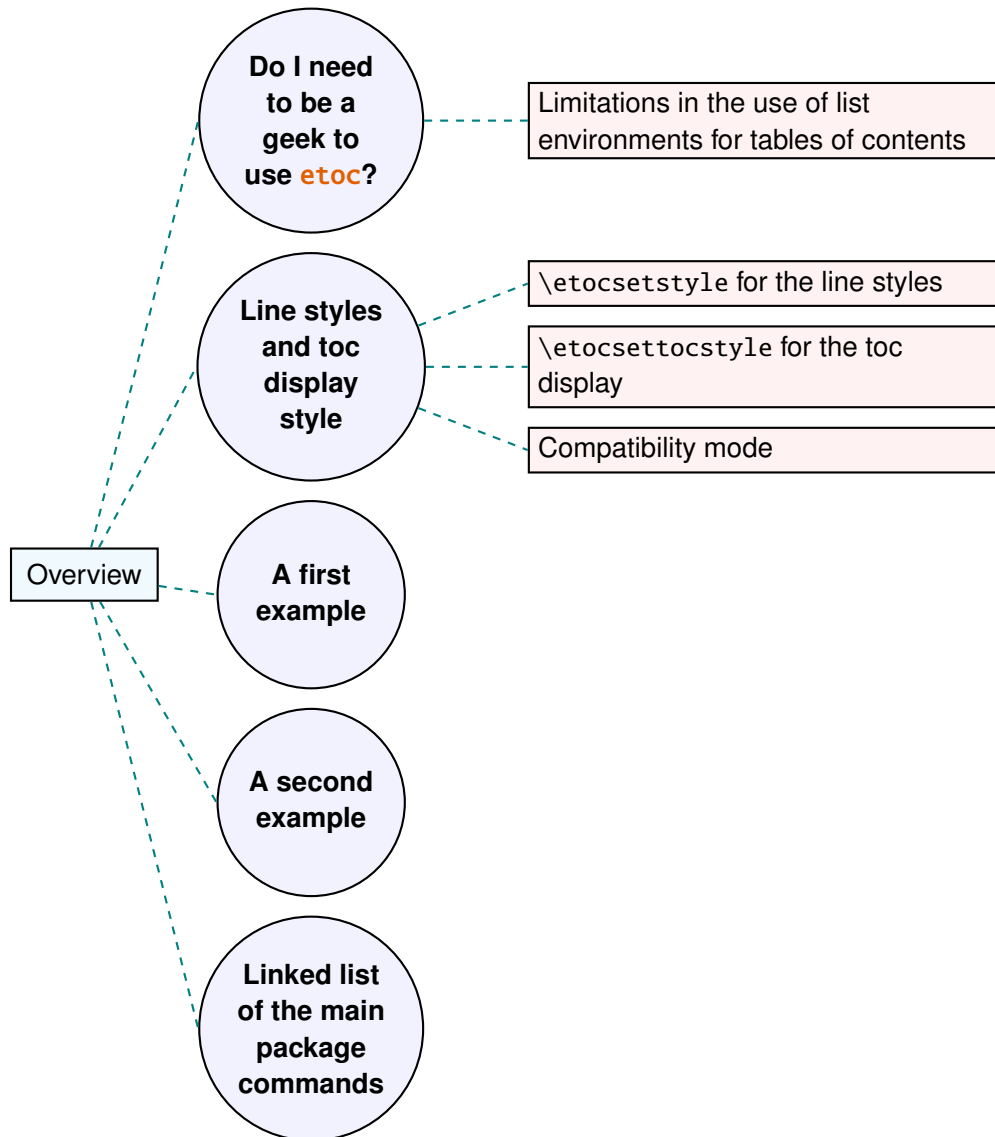 Do I need
to be a
geek to
use etoc?
Limitations in the use of list
environments for tables of contents
Line styles
and toc
display
style
\etocsetstyle for the line styles
\etocsettocstyle for the toc
display
Compatibility mode
Overview
A first
example
A second
example
Linked list
of the main
package
commands